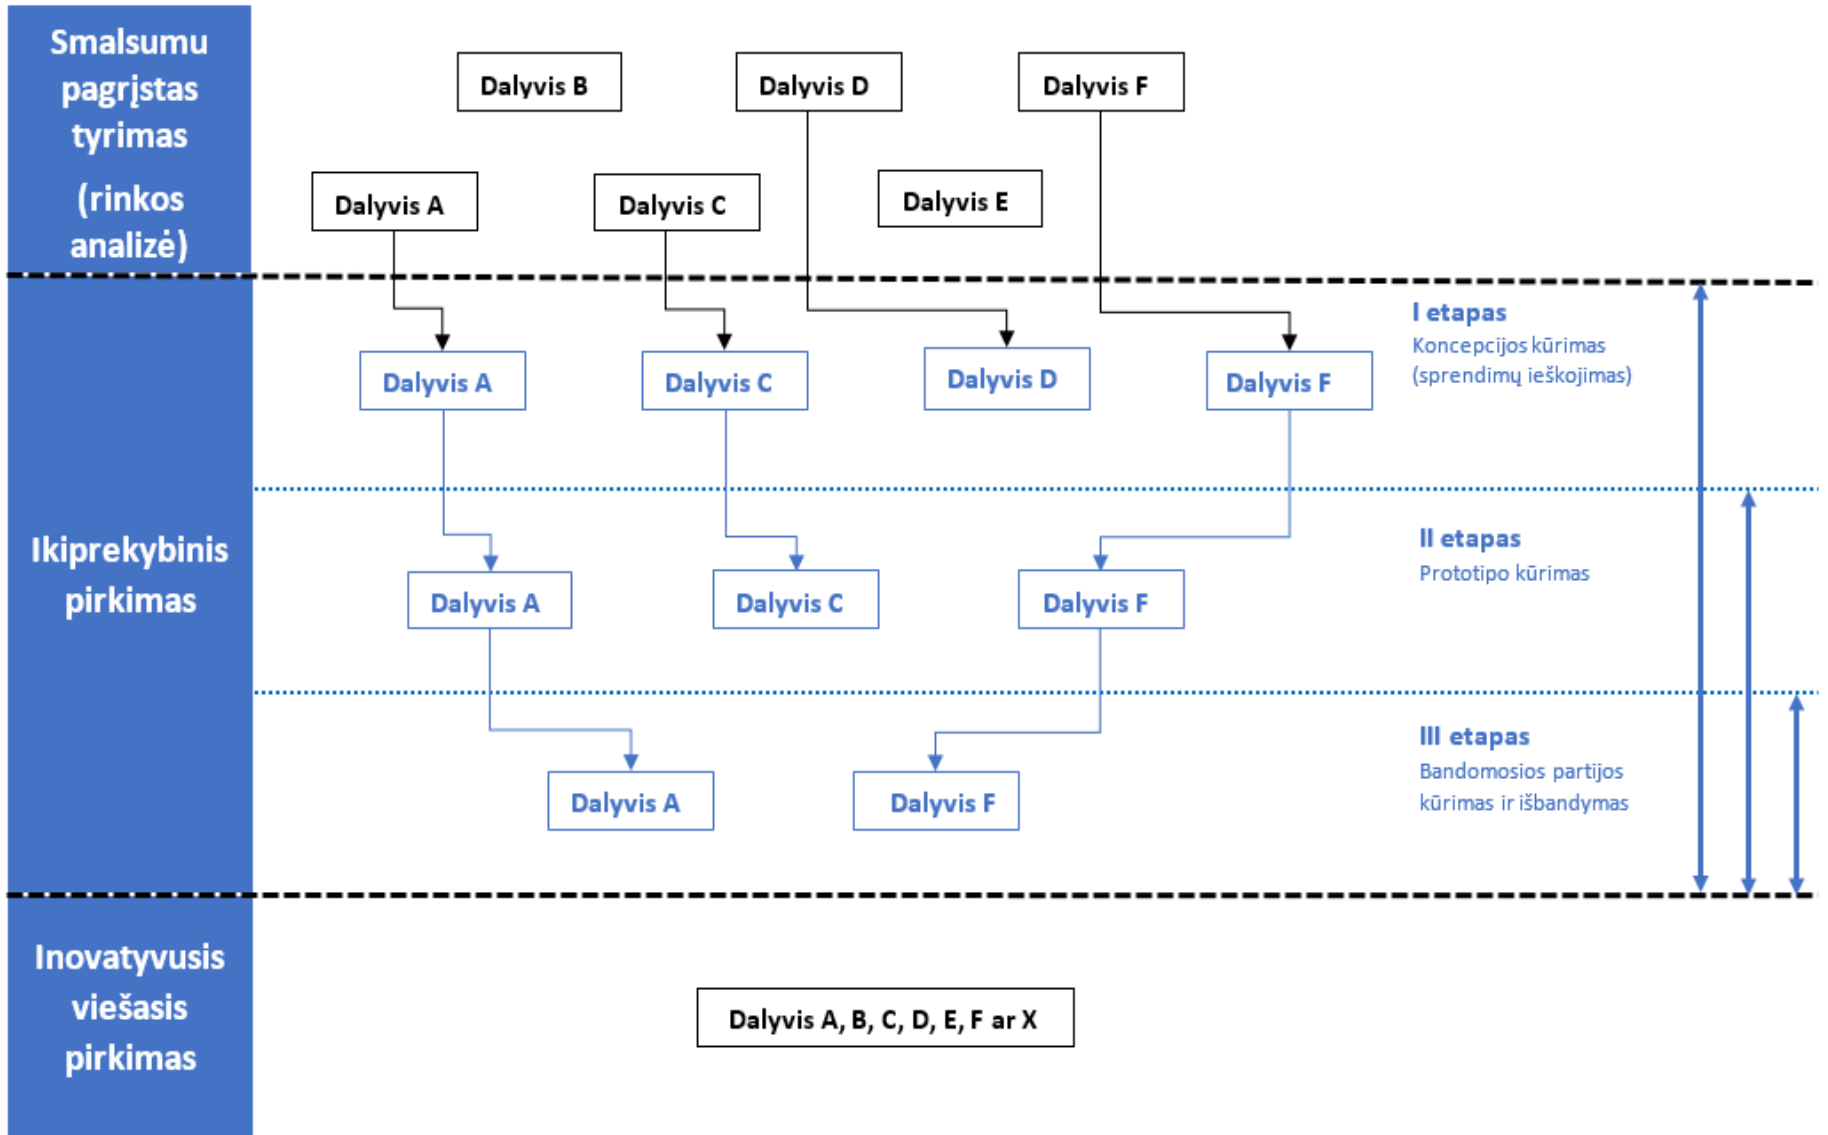 Smalsumu
pagrįstas
tyrimas
(rinkos
analizė)
Dalyvis B
Dalyvis D
Dalyvis F
Dalyvis A
Dalyvis C
Dalyvis E
Ikiprekybinis
pirkimas
I etapas
Koncepcijos kūrimas
(sprendimų ieškojimas)
Dalyvis A
Dalyvis C
Dalyvis D
Dalyvis F
II etapas
Prototipo kūrimas
Dalyvis A
Dalyvis C
Dalyvis F
III etapas
Bandomosios partijos
kūrimas ir išbandymas
Dalyvis A
Dalyvis F
Inovatyvusis
viešasis
pirkimas
Dalyvis A, B, C, D, E, F ar X